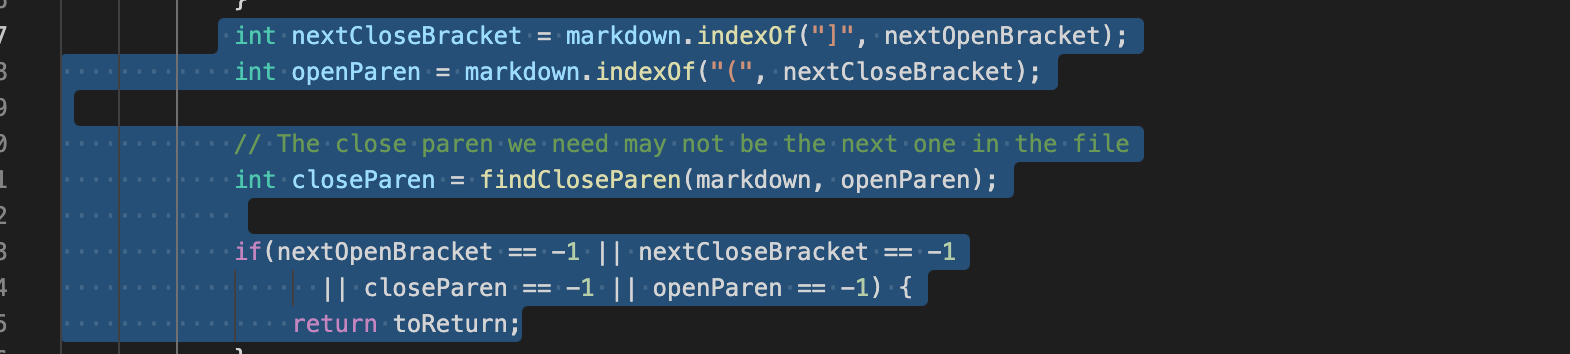 }
7 int nextCloseBracket = markdown.indexOf("]", nextOpenBracket);
8 int openParen = markdown.indexOf("(", nextCloseBracket);
9
0 // The close paren we need may not be the next one in the file
1 int closeParen = findCloseParen(markdown, openParen);
2
3 if(nextOpenBracket == -1 || nextCloseBracket == -1
4 || closeParen == -1 || openParen == -1) {
5 return toReturn;
}